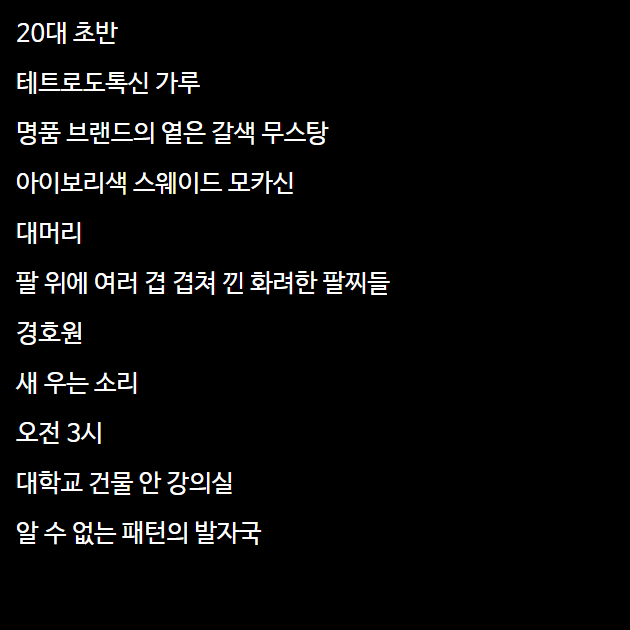 20대 초반
테트로도톡신 가루
명품 브랜드의 옅은 갈색 무스탕
아이보리색 스웨이드 모카신
대머리
팔 위에 여러 겹 겹쳐 낀 화려한 팔찌들
경호원
새 우는 소리
오전 3시
대학교 건물 안 강의실
알 수 없는 패턴의 발자국